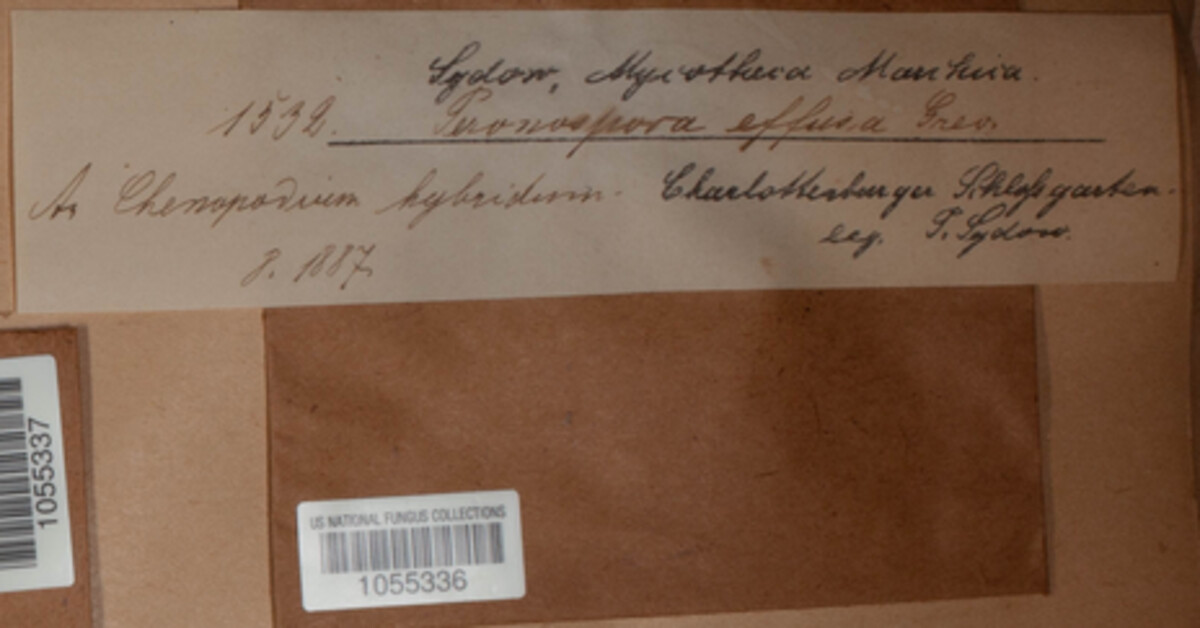 Sydow, Mycotheca Marchica.
1532. Peronospora effusa Grev.
An Chenopodium hybridum. Charlottenburger Schloßgarten.
leg. P. Sydow.
8. 1887.
1055337
US NATIONAL FUNGUS COLLECTIONS
1055336